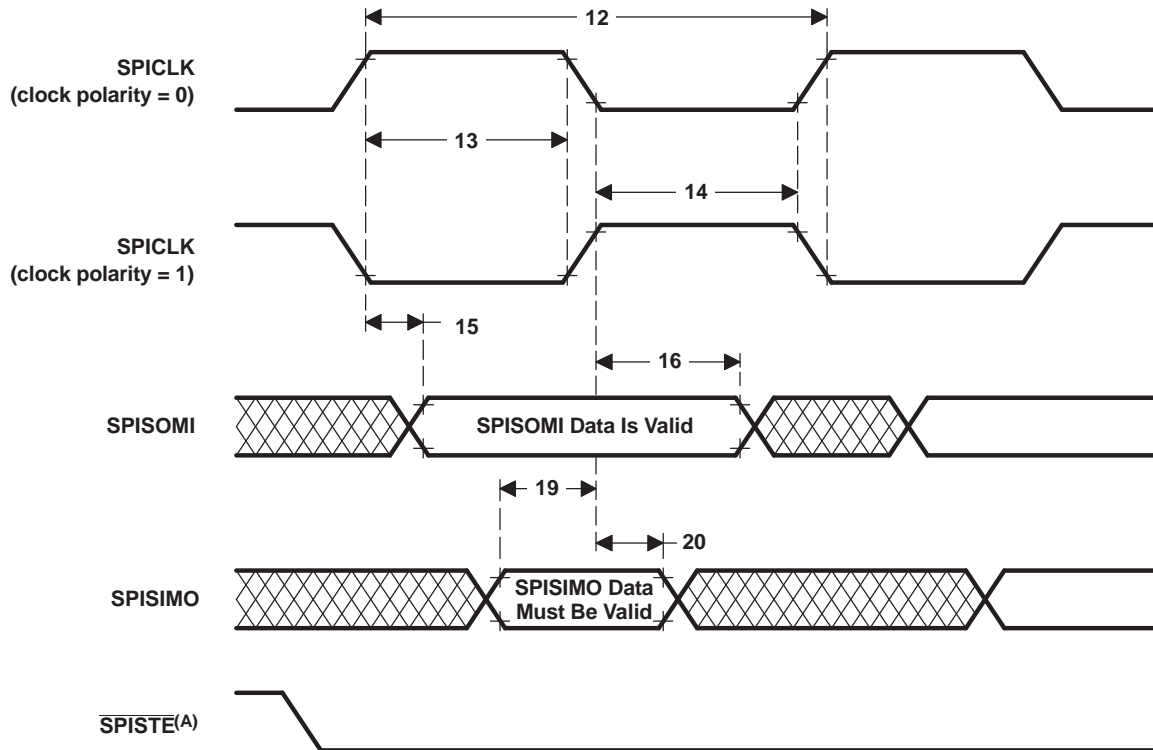 12
SPICLK
(clock polarity = 0)
13
14
SPICLK
(clock polarity = 1)
15
16
SPISOMI
SPISOMI Data Is Valid
19
20
SPISIMO
SPISIMO Data
Must Be Valid
SPISTE(A)